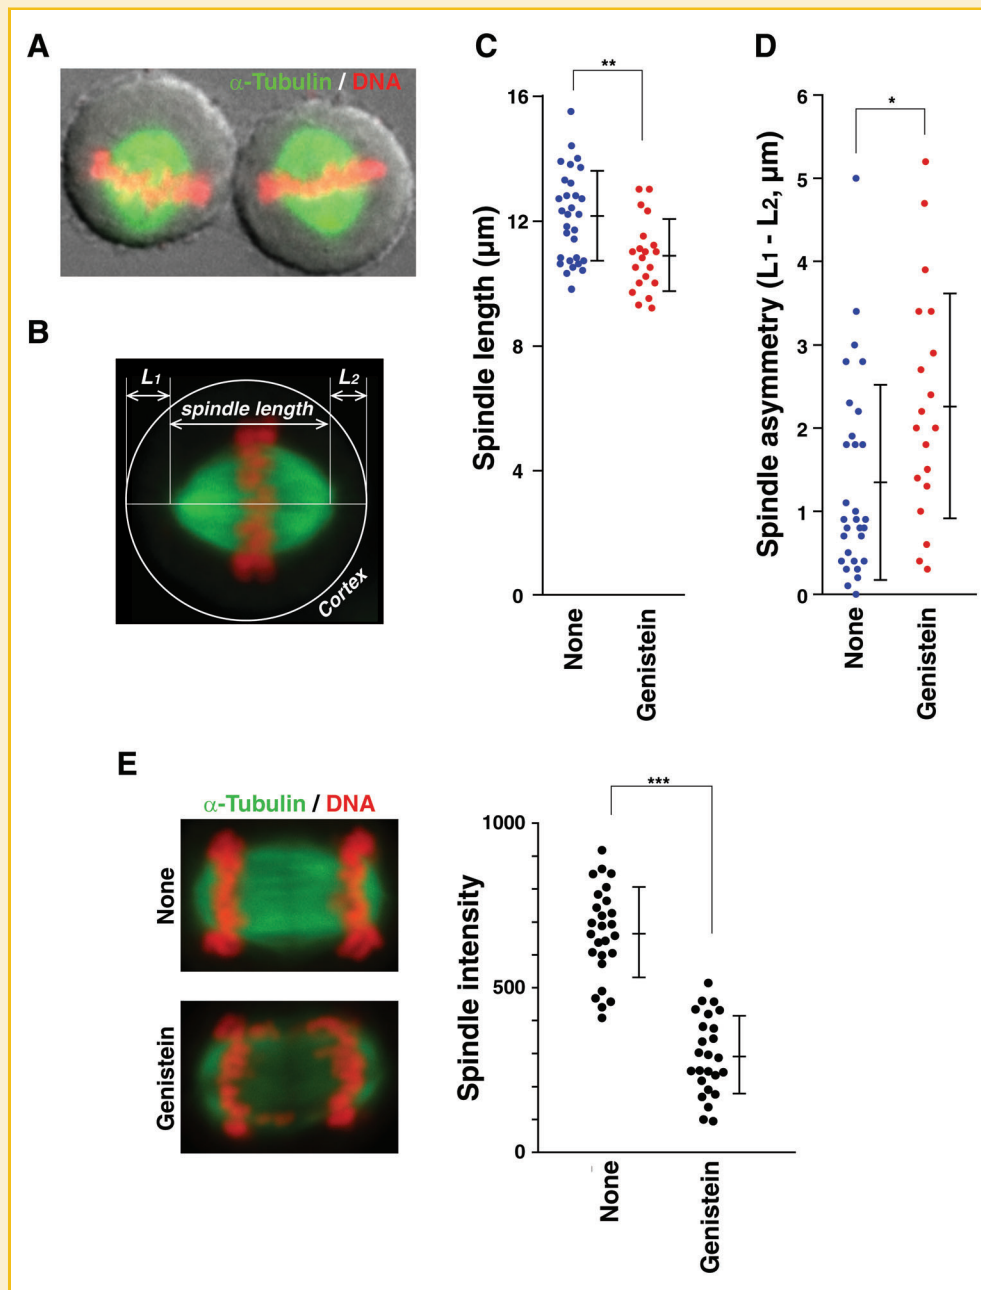 A
α-Tubulin / DNA
B
L1
L2
spindle length
Cortex
C
**
Spindle length (μm)
16
12
8
4
0
None
Genistein
D
*
Spindle asymmetry (L1 - L2, μm)
6
5
4
3
2
1
0
None
Genistein
E
α-Tubulin / DNA
None
Genistein
***
Spindle intensity
1000
500
0
None
Genistein